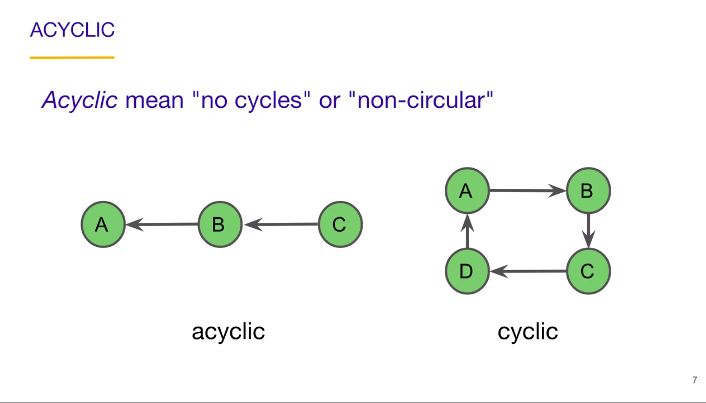 ACYCLIC
Acyclic mean "no cycles" or "non-circular"
A B C
A B
D C
acyclic cyclic
7